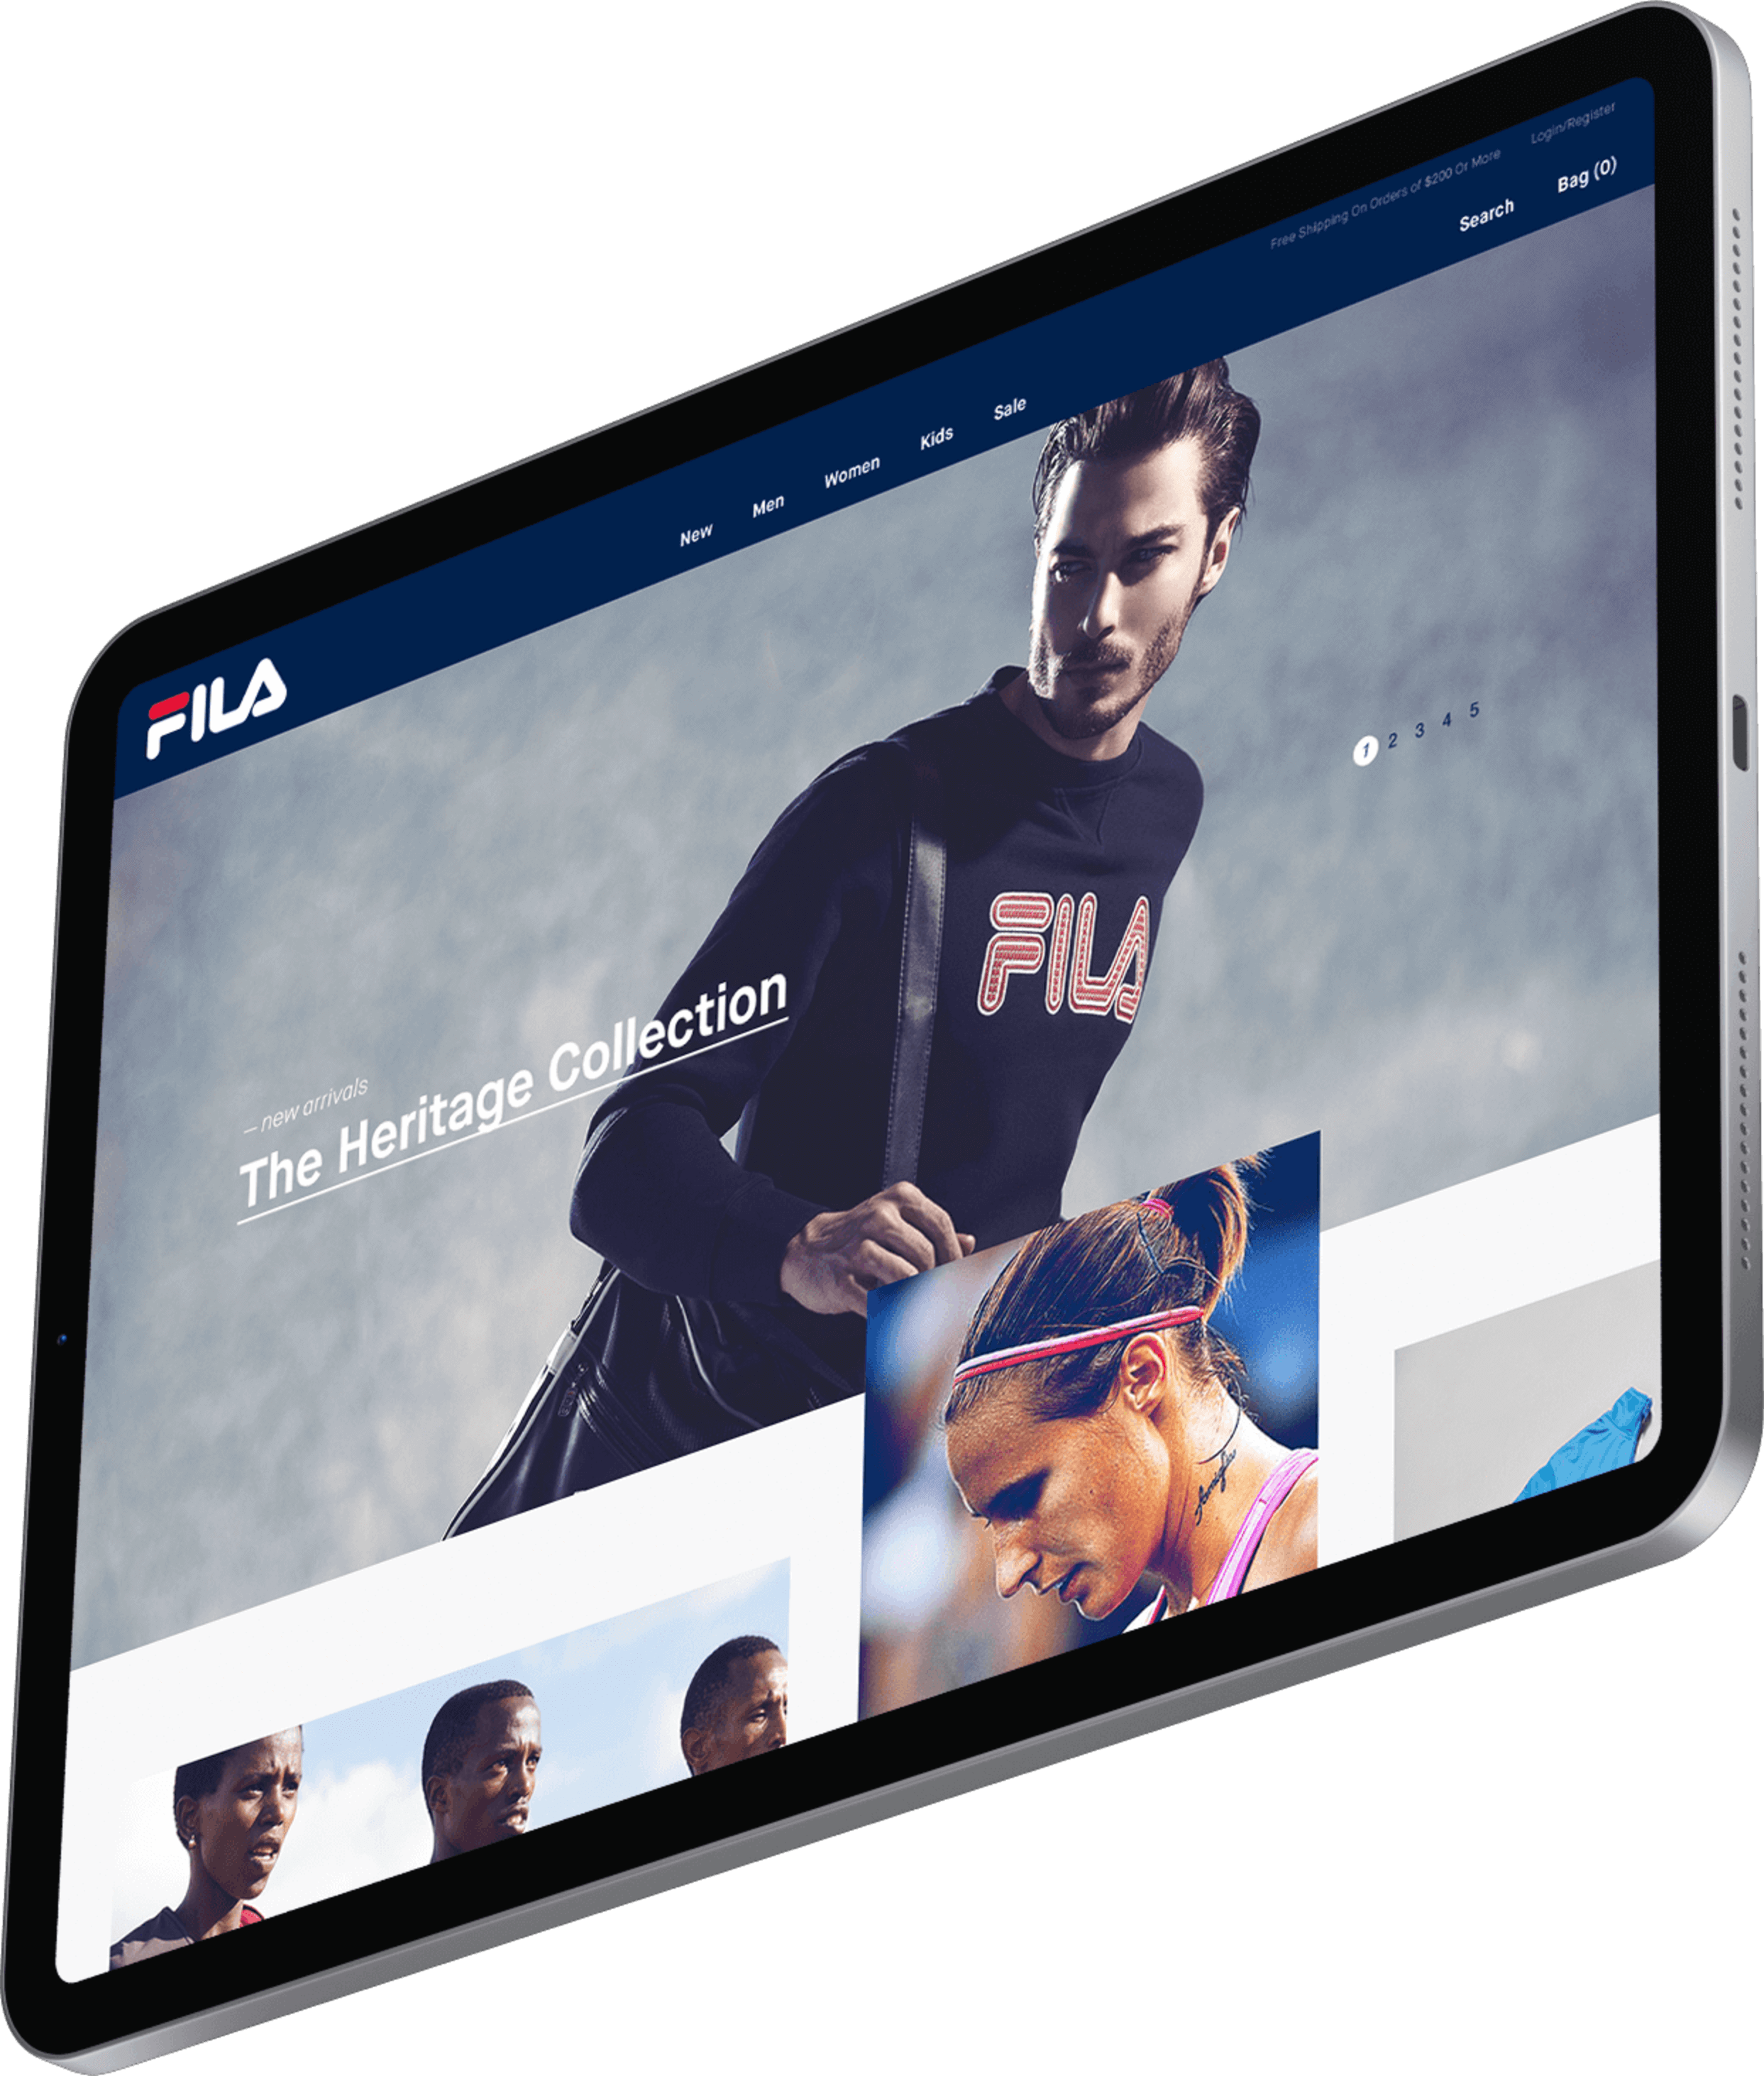 Free Shipping On Orders of $200 Or More
Login/Register
FILA
New
Men
Women
Kids
Sale
Search
Bag (0)
FILA
1 2 3 4 5
– new arrivals
The Heritage Collection